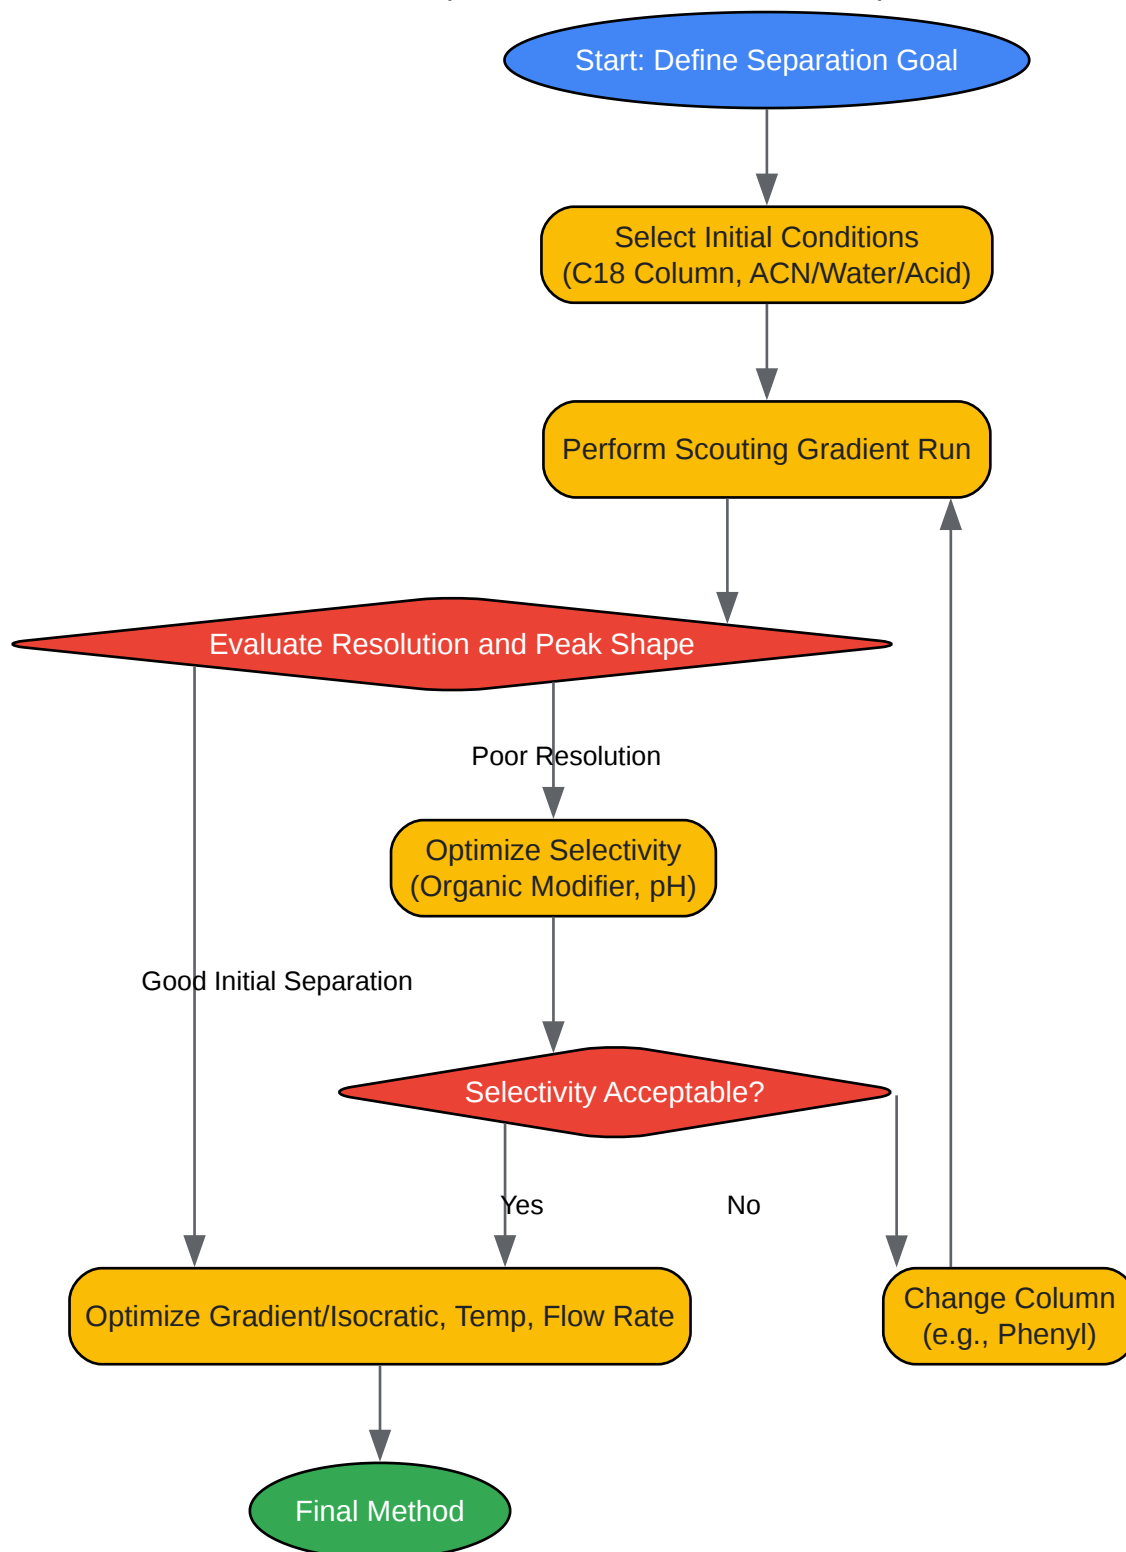 Start: Define Separation Goal
Select Initial Conditions
(C18 Column, ACN/Water/Acid)
Perform Scouting Gradient Run
Evaluate Resolution and Peak Shape
Poor Resolution
Optimize Selectivity
(Organic Modifier, pH)
Good Initial Separation
Selectivity Acceptable?
Yes
No
Optimize Gradient/Isocratic, Temp, Flow Rate
Change Column
(e.g., Phenyl)
Final Method